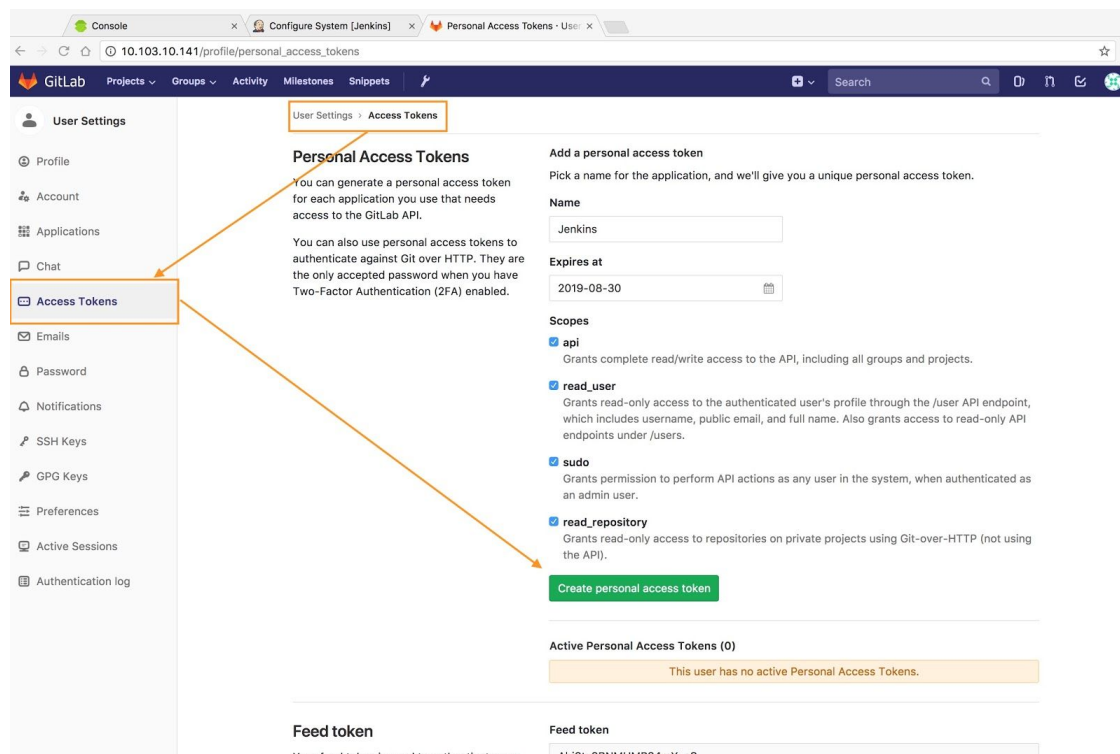 Console
Configure System [Jenkins]
Personal Access Tokens · User
10.103.10.141/profile/personal_access_tokens
GitLab Projects Groups Activity Milestones Snippets Search
User Settings
Profile
Account
Applications
Chat
Access Tokens
Emails
Password
Notifications
SSH Keys
GPG Keys
Preferences
Active Sessions
Authentication log
User Settings > Access Tokens
Personal Access Tokens
You can generate a personal access token
for each application you use that needs
access to the GitLab API.
You can also use personal access tokens to
authenticate against Git over HTTP. They are
the only accepted password when you have
Two-Factor Authentication (2FA) enabled.
Add a personal access token
Pick a name for the application, and we'll give you a unique personal access token.
Name
Jenkins
Expires at
2019-08-30
Scopes
api
Grants complete read/write access to the API, including all groups and projects.
read_user
Grants read-only access to the authenticated user's profile through the /user API endpoint,
which includes username, public email, and full name. Also grants access to read-only API
endpoints under /users.
sudo
Grants permission to perform API actions as any user in the system, when authenticated as
an admin user.
read_repository
Grants read-only access to repositories on private projects using Git-over-HTTP (not using
the API).
Create personal access token
Active Personal Access Tokens (0)
This user has no active Personal Access Tokens.
Feed token
Feed token